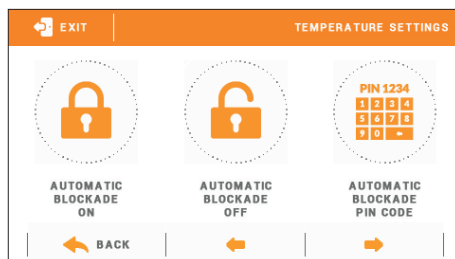 EXIT
TEMPERATURE SETTINGS
PIN 1234
1 2 3 4
5 6 7 8
9 0
AUTOMATIC
BLOCKADE
ON
AUTOMATIC
BLOCKADE
OFF
AUTOMATIC
BLOCKADE
PIN CODE
BACK